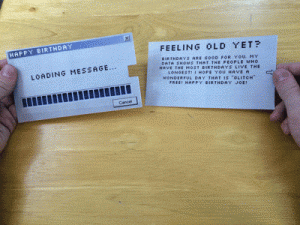 HAPPY BIRTHDAY
LOADING MESSAGE...
Cancel
FEELING OLD YET?
BIRTHDAYS ARE GOOD FOR YOU. MY
DATA SHOWS THAT THE PEOPLE WHO
HAVE THE MOST BIRTHDAYS LIVE THE
LONGEST! I HOPE YOU HAVE A
WONDERFUL DAY THAT IS "GLITCH"
FREE! HAPPY BIRTHDAY JOE!